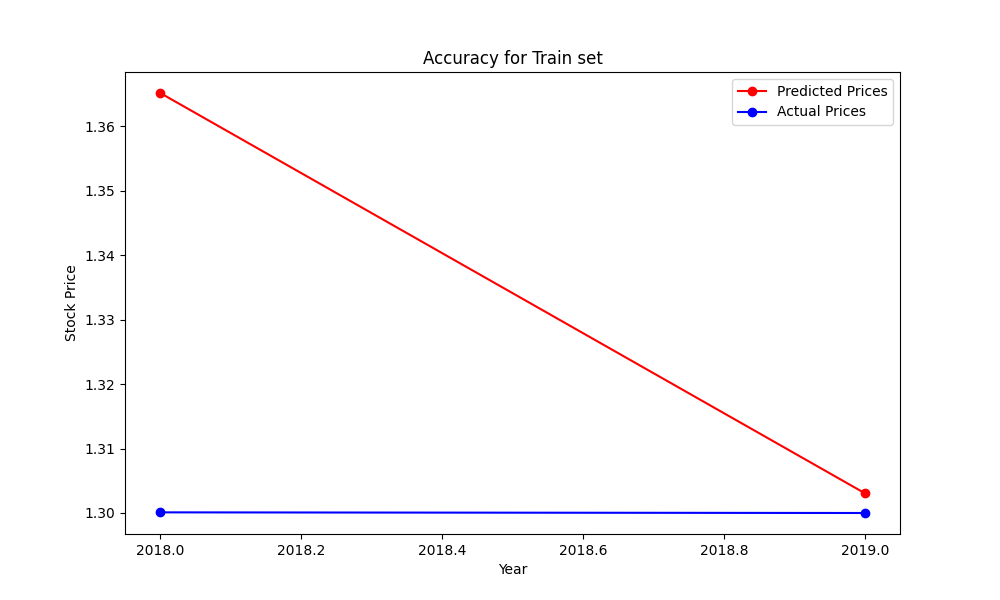 Accuracy for Train set
Predicted Prices
Actual Prices
1.36
1.35
1.34
1.33
1.32
1.31
1.30
Stock Price
2018.0 2018.2 2018.4 2018.6 2018.8 2019.0
Year